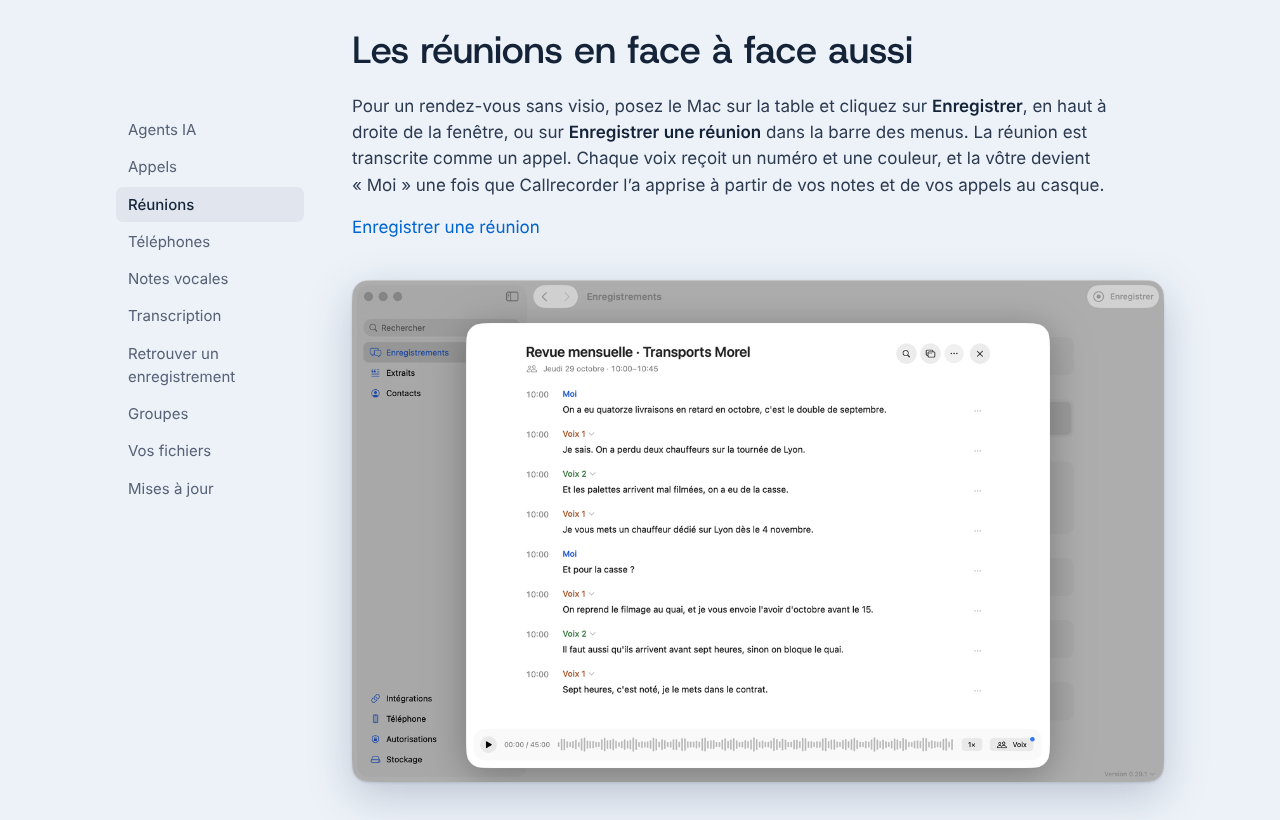 Les réunions en face à face aussi
Pour un rendez-vous sans visio, posez le Mac sur la table et cliquez sur Enregistrer, en haut à
droite de la fenêtre, ou sur Enregistrer une réunion dans la barre des menus. La réunion est
transcrite comme un appel. Chaque voix reçoit un numéro et une couleur, et la vôtre devient
« Moi » une fois que Callrecorder l’a apprise à partir de vos notes et de vos appels au casque.
Enregistrer une réunion
Agents IA
Appels
Réunions
Téléphones
Notes vocales
Transcription
Retrouver un
enregistrement
Groupes
Vos fichiers
Mises à jour
Enregistrements
Enregistrer
Rechercher
Enregistrements
Extraits
Contacts
Intégrations
Téléphone
Autorisations
Stockage
Revue mensuelle · Transports Morel
Jeudi 29 octobre · 10:00–10:45
10:00 Moi
On a eu quatorze livraisons en retard en octobre, c'est le double de septembre.
10:00 Voix 1
Je sais. On a perdu deux chauffeurs sur la tournée de Lyon.
10:00 Voix 2
Et les palettes arrivent mal filmées, on a eu de la casse.
10:00 Voix 1
Je vous mets un chauffeur dédié sur Lyon dès le 4 novembre.
10:00 Moi
Et pour la casse ?
10:00 Voix 1
On reprend le filmage au quai, et je vous envoie l'avoir d'octobre avant le 15.
10:00 Voix 2
Il faut aussi qu'ils arrivent avant sept heures, sinon on bloque le quai.
10:00 Voix 1
Sept heures, c'est noté, je le mets dans le contrat.
00:00 / 45:00
1×
Voix
Version 0.29.1